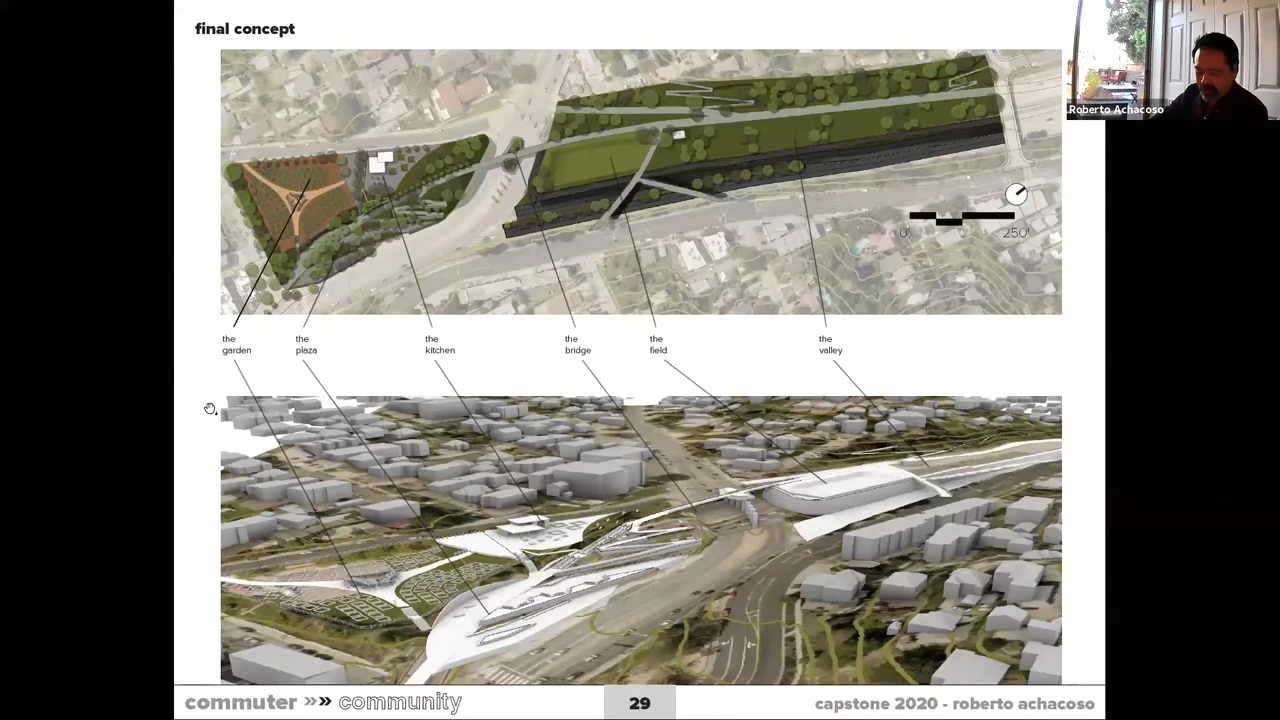 final concept
Roberto Achacoso
0' 250'
the garden
the plaza
the kitchen
the bridge
the field
the valley
commuter »» community
29
capstone 2020 - roberto achacoso